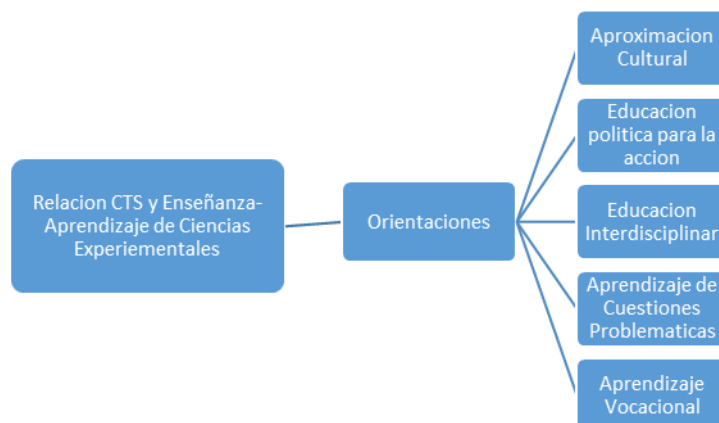 Relacion CTS y Enseñanza-
Aprendizaje de Ciencias
Experiementales
Orientaciones
Aproximacion
Cultural
Educacion
politica para la
accion
Educacion
Interdisciplinar
Aprendizaje de
Cuestiones
Problematicas
Aprendizaje
Vocacional